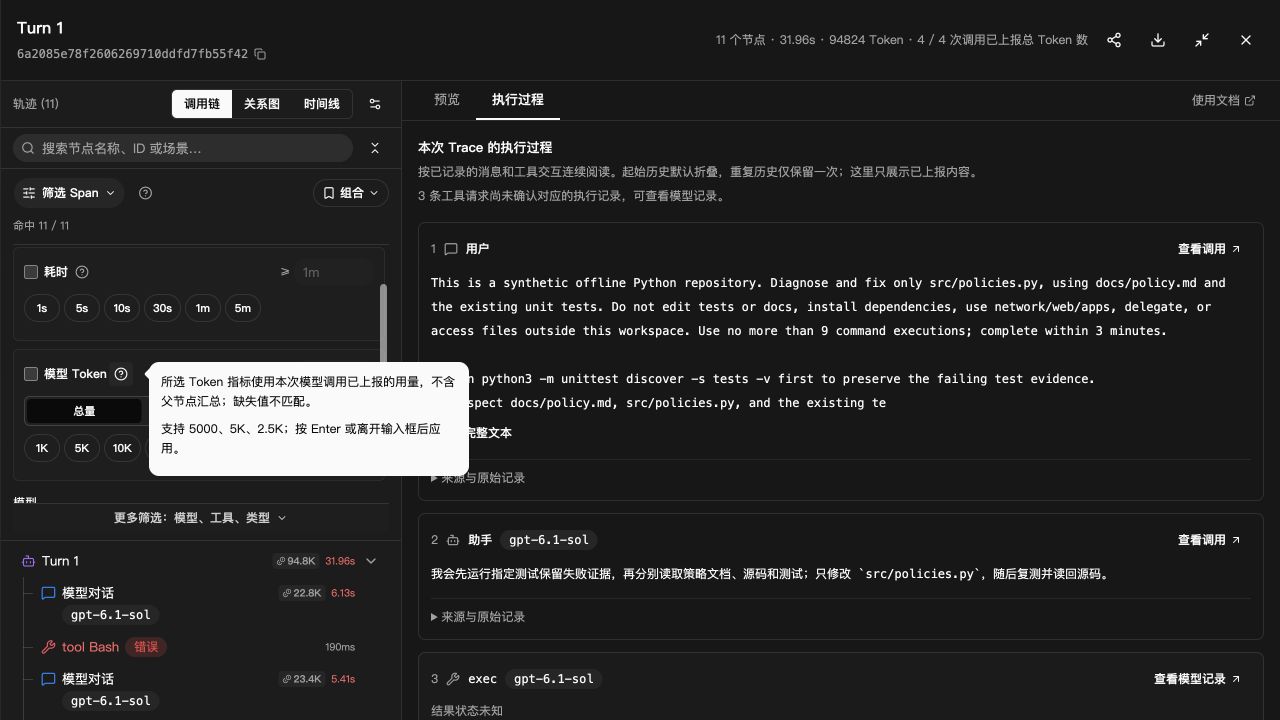 Turn 1
6a2085e78f2606269710ddfd7fb55f42
11 个节点 · 31.96s · 94824 Token · 4 / 4 次调用已上报总 Token 数
轨迹 (11)
调用链
关系图
时间线
搜索节点名称、ID 或场景...
筛选 Span
组合
命中 11 / 11
耗时
≥ 1m
1s
5s
10s
30s
1m
5m
模型 Token
总量
1K
5K
10K
所选 Token 指标使用本次模型调用已上报的用量，不含
父节点汇总；缺失值不匹配。
支持 5000、5K、2.5K；按 Enter 或离开输入框后应
用。
模型
更多筛选：模型、工具、类型
Turn 1
94.8K
31.96s
模型对话
22.8K
6.13s
gpt-6.1-sol
tool Bash
错误
190ms
模型对话
23.4K
5.41s
gpt-6.1-sol
预览
执行过程
使用文档
本次 Trace 的执行过程
按已记录的消息和工具交互连续阅读。起始历史默认折叠，重复历史仅保留一次；这里只展示已上报内容。
3 条工具请求尚未确认对应的执行记录，可查看模型记录。
1
用户
查看调用
This is a synthetic offline Python repository. Diagnose and fix only src/policies.py, using docs/policy.md and
the existing unit tests. Do not edit tests or docs, install dependencies, use network/web/apps, delegate, or
access files outside this workspace. Use no more than 9 command executions; complete within 3 minutes.
python3 -m unittest discover -s tests -v first to preserve the failing test evidence.
spect docs/policy.md, src/policies.py, and the existing te
完整文本
来源与原始记录
2
助手
gpt-6.1-sol
查看调用
我会先运行指定测试保留失败证据，再分别读取策略文档、源码和测试；只修改 `src/policies.py`，随后复测并读回源码。
来源与原始记录
3
exec
gpt-6.1-sol
查看模型记录
结果状态未知